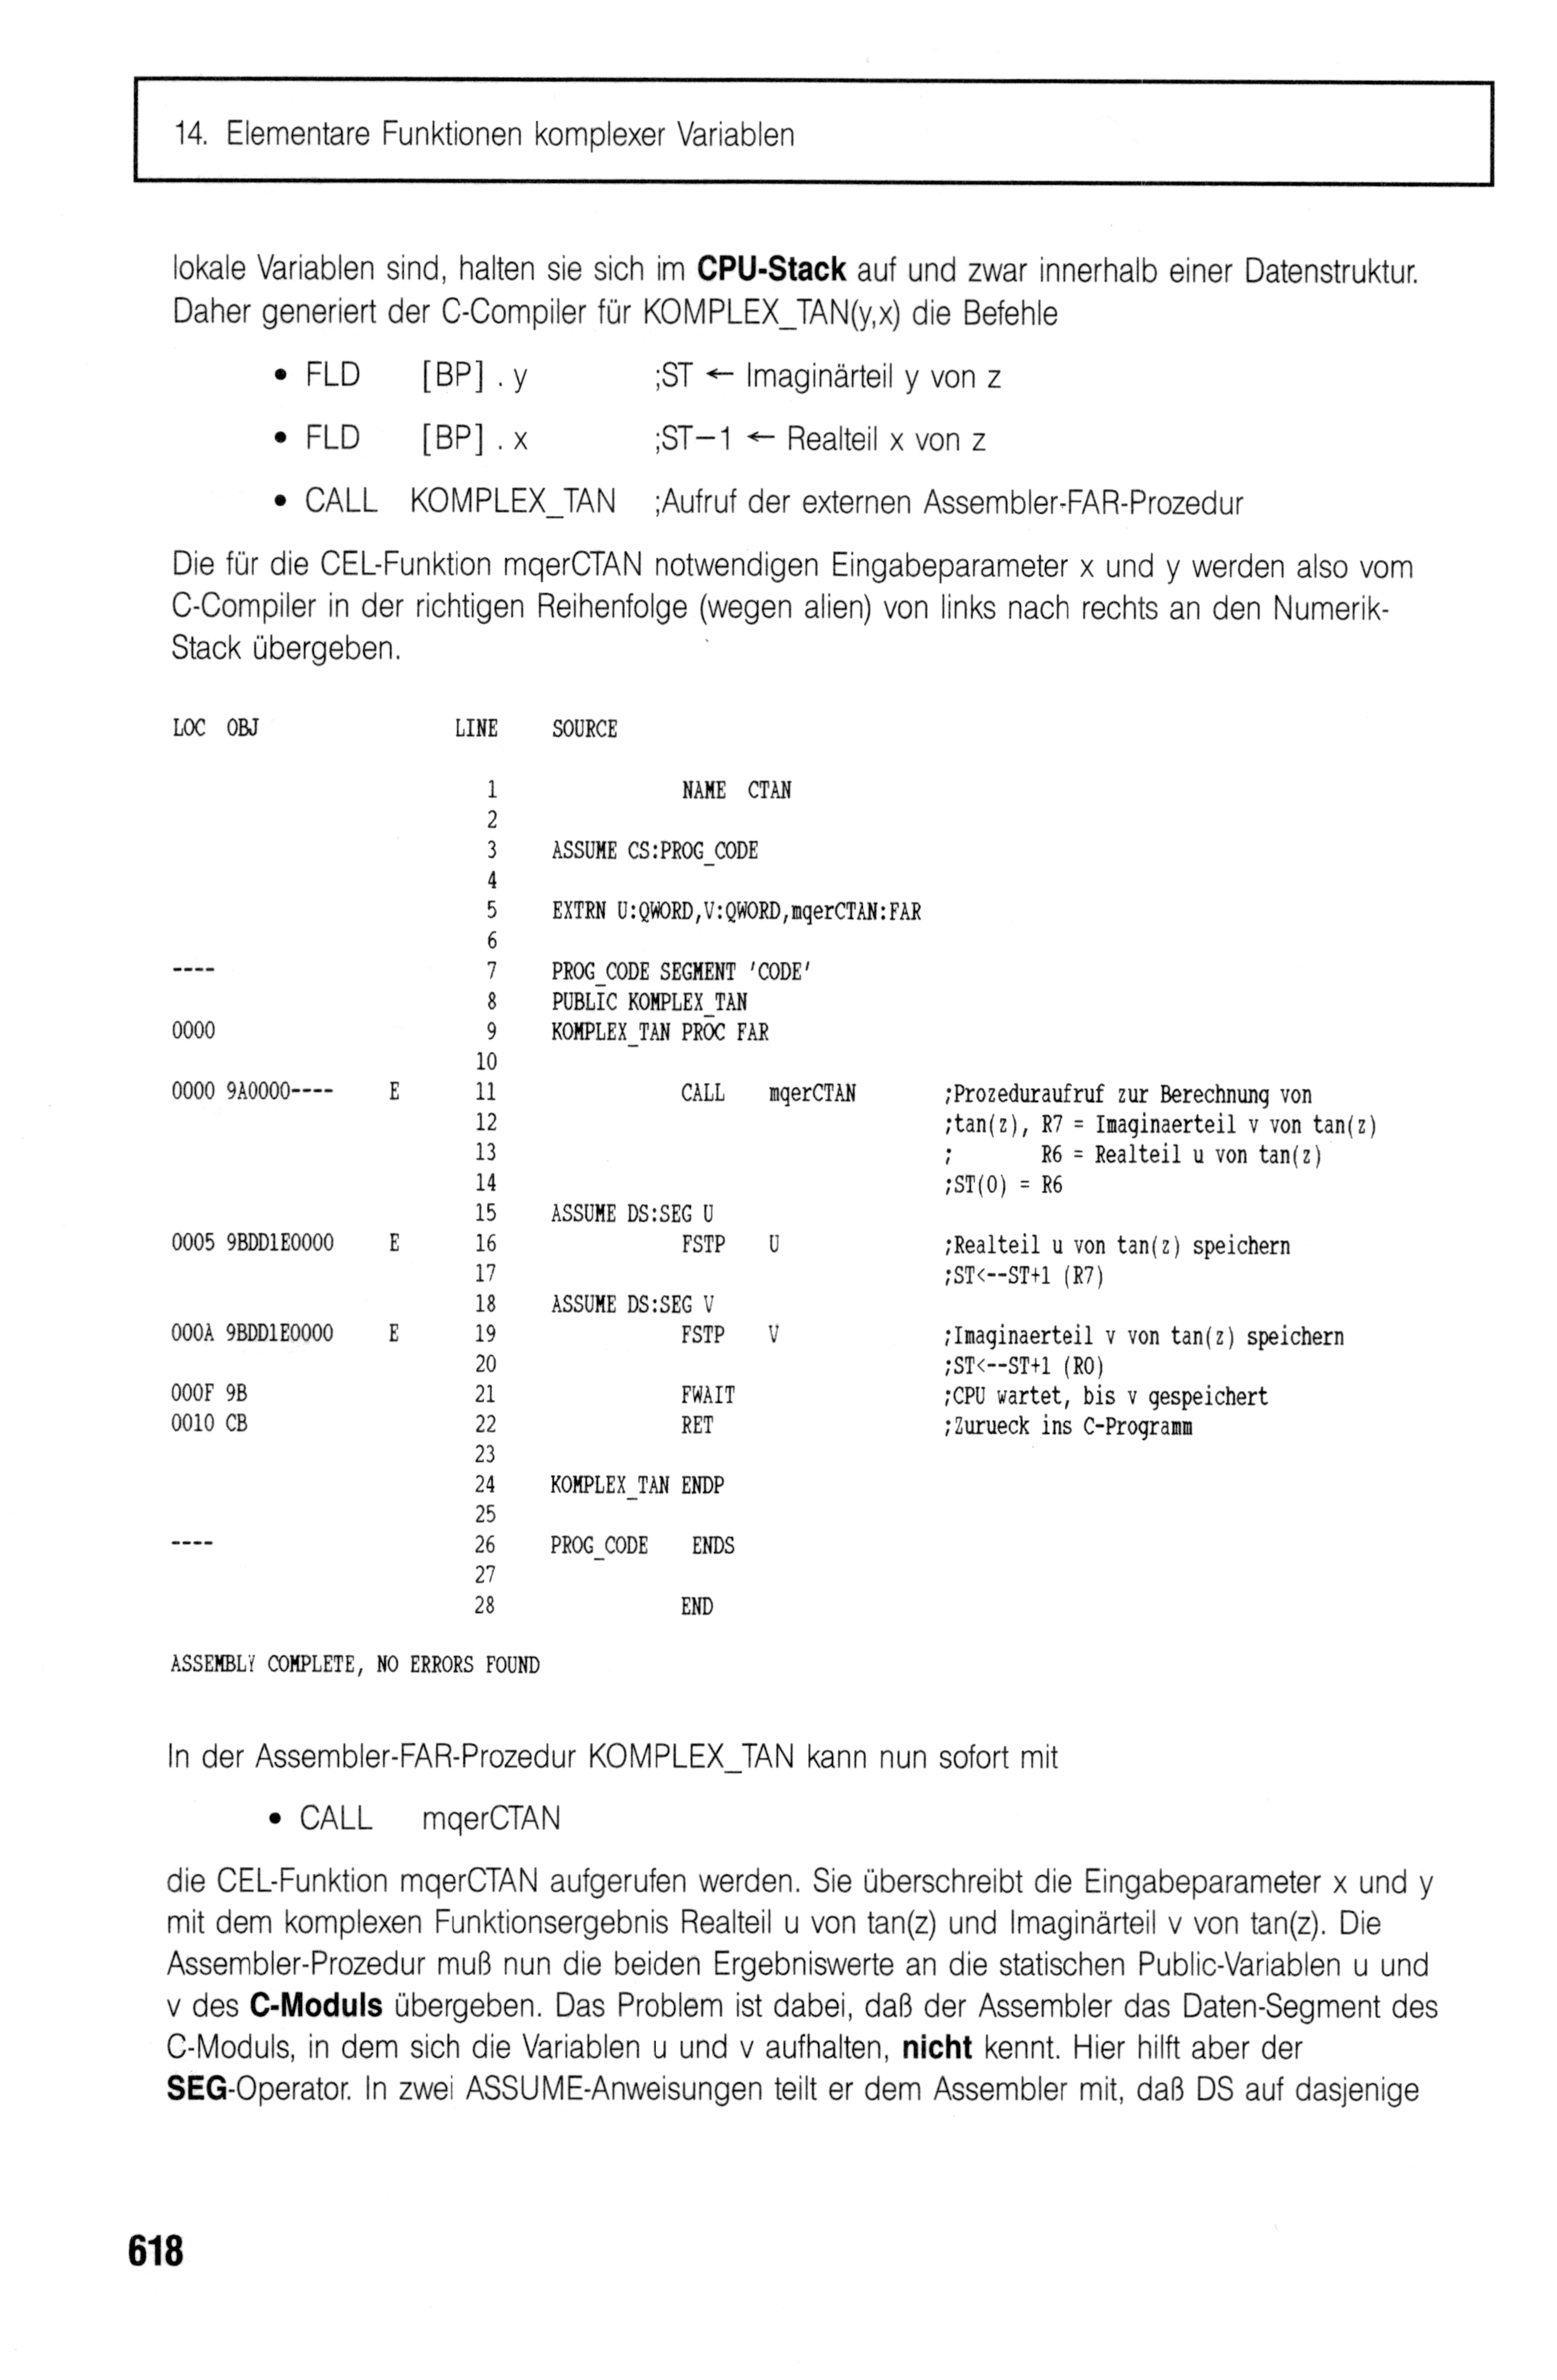 14. Elementare Funktionen komplexer Variablen
lokale Variablen sind, halten sie sich im CPU-Stack auf und zwar innerhalb einer Datenstruktur.
Daher generiert der C-Compiler für KOMPLEX_TAN(y,x) die Befehle
• FLD [BP] . y ;ST ← Imaginärteil y von z
• FLD [BP] . x ;ST−1 ← Realteil x von z
• CALL KOMPLEX_TAN ;Aufruf der externen Assembler-FAR-Prozedur
Die für die CEL-Funktion mqerCTAN notwendigen Eingabeparameter x und y werden also vom
C-Compiler in der richtigen Reihenfolge (wegen alien) von links nach rechts an den Numerik-
Stack übergeben.
LOC OBJ LINE SOURCE
1 NAME CTAN
2
3 ASSUME CS:PROG_CODE
4
5 EXTRN U:QWORD,V:QWORD,mqerCTAN:FAR
6
---- 7 PROG_CODE SEGMENT 'CODE'
8 PUBLIC KOMPLEX_TAN
0000 9 KOMPLEX_TAN PROC FAR
10
0000 9A0000---- E 11 CALL mqerCTAN ;Prozeduraufruf zur Berechnung von
12 ;tan(z), R7 = Imaginaerteil v von tan(z)
13 ; R6 = Realteil u von tan(z)
14 ;ST(0) = R6
15 ASSUME DS:SEG U
0005 9BDD1E0000 E 16 FSTP U ;Realteil u von tan(z) speichern
17 ;ST<--ST+1 (R7)
18 ASSUME DS:SEG V
000A 9BDD1E0000 E 19 FSTP V ;Imaginaerteil v von tan(z) speichern
20 ;ST<--ST+1 (R0)
000F 9B 21 FWAIT ;CPU wartet, bis v gespeichert
0010 CB 22 RET ;Zurueck ins C-Programm
23
24 KOMPLEX_TAN ENDP
25
---- 26 PROG_CODE ENDS
27
28 END
ASSEMBLY COMPLETE, NO ERRORS FOUND
In der Assembler-FAR-Prozedur KOMPLEX_TAN kann nun sofort mit
• CALL mqerCTAN
die CEL-Funktion mqerCTAN aufgerufen werden. Sie überschreibt die Eingabeparameter x und y
mit dem komplexen Funktionsergebnis Realteil u von tan(z) und Imaginärteil v von tan(z). Die
Assembler-Prozedur muß nun die beiden Ergebniswerte an die statischen Public-Variablen u und
v des C-Moduls übergeben. Das Problem ist dabei, daß der Assembler das Daten-Segment des
C-Moduls, in dem sich die Variablen u und v aufhalten, nicht kennt. Hier hilft aber der
SEG-Operator. In zwei ASSUME-Anweisungen teilt er dem Assembler mit, daß DS auf dasjenige
618